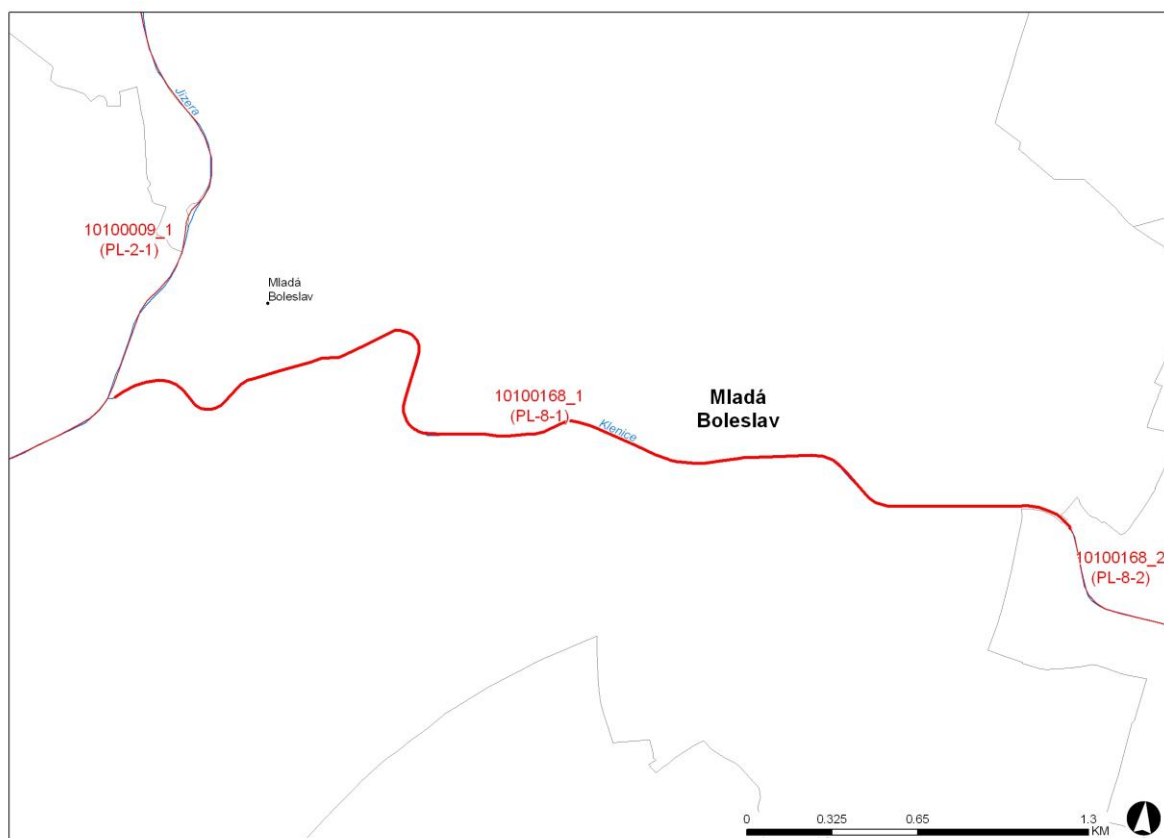 Jizera
10100009_1
(PL-2-1)
Mladá
Boleslav
10100168_1
(PL-8-1)
Klenice
Mladá
Boleslav
10100168_2
(PL-8-2)
0 0.325 0.65 1.3
KM